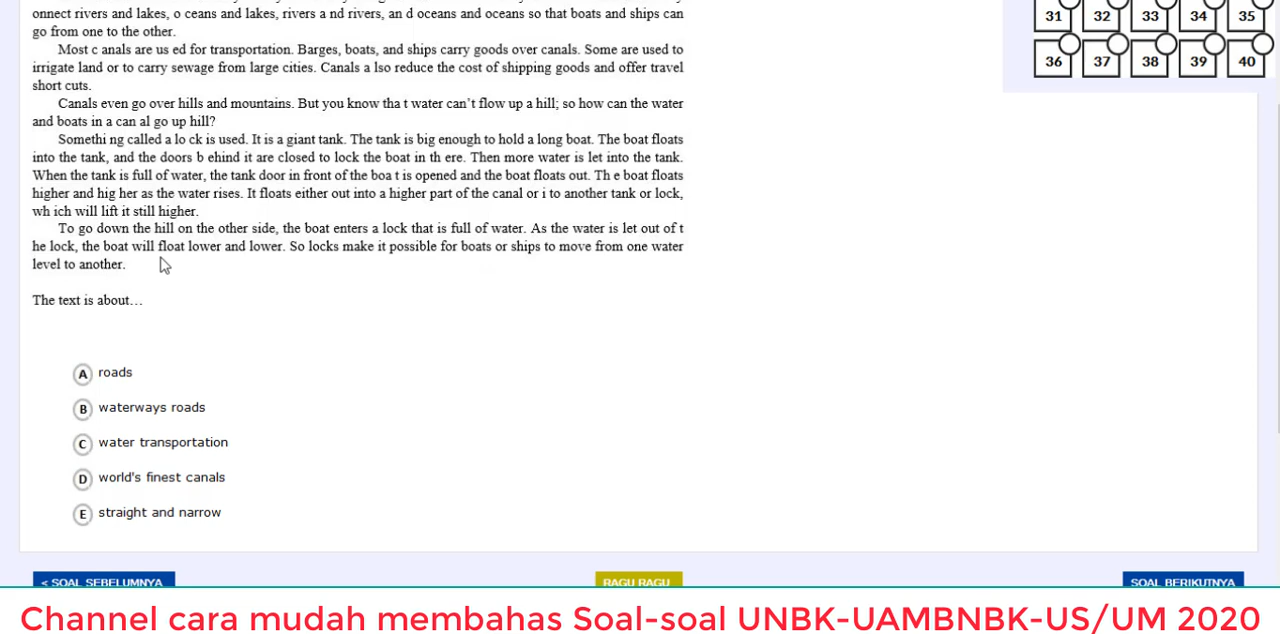 onnect rivers and lakes, o ceans and lakes, rivers a nd rivers, an d oceans and oceans so that boats and ships can
go from one to the other.
Most c anals are us ed for transportation. Barges, boats, and ships carry goods over canals. Some are used to
irrigate land or to carry sewage from large cities. Canals a lso reduce the cost of shipping goods and offer travel
short cuts.
Canals even go over hills and mountains. But you know tha t water can't flow up a hill; so how can the water
and boats in a can al go up hill?
Somethi ng called a lo ck is used. It is a giant tank. The tank is big enough to hold a long boat. The boat floats
into the tank, and the doors b ehind it are closed to lock the boat in th ere. Then more water is let into the tank.
When the tank is full of water, the tank door in front of the boa t is opened and the boat floats out. Th e boat floats
higher and hig her as the water rises. It floats either out into a higher part of the canal or i to another tank or lock,
wh ich will lift it still higher.
To go down the hill on the other side, the boat enters a lock that is full of water. As the water is let out of t
he lock, the boat will float lower and lower. So locks make it possible for boats or ships to move from one water
level to another.
The text is about…
A roads
B waterways roads
C water transportation
D world's finest canals
E straight and narrow
31 32 33 34 35
36 37 38 39 40
< SOAL SEBELUMNYA RAGU RAGU SOAL BERIKUTNYA
Channel cara mudah membahas Soal-soal UNBK-UAMBNBK-US/UM 2020